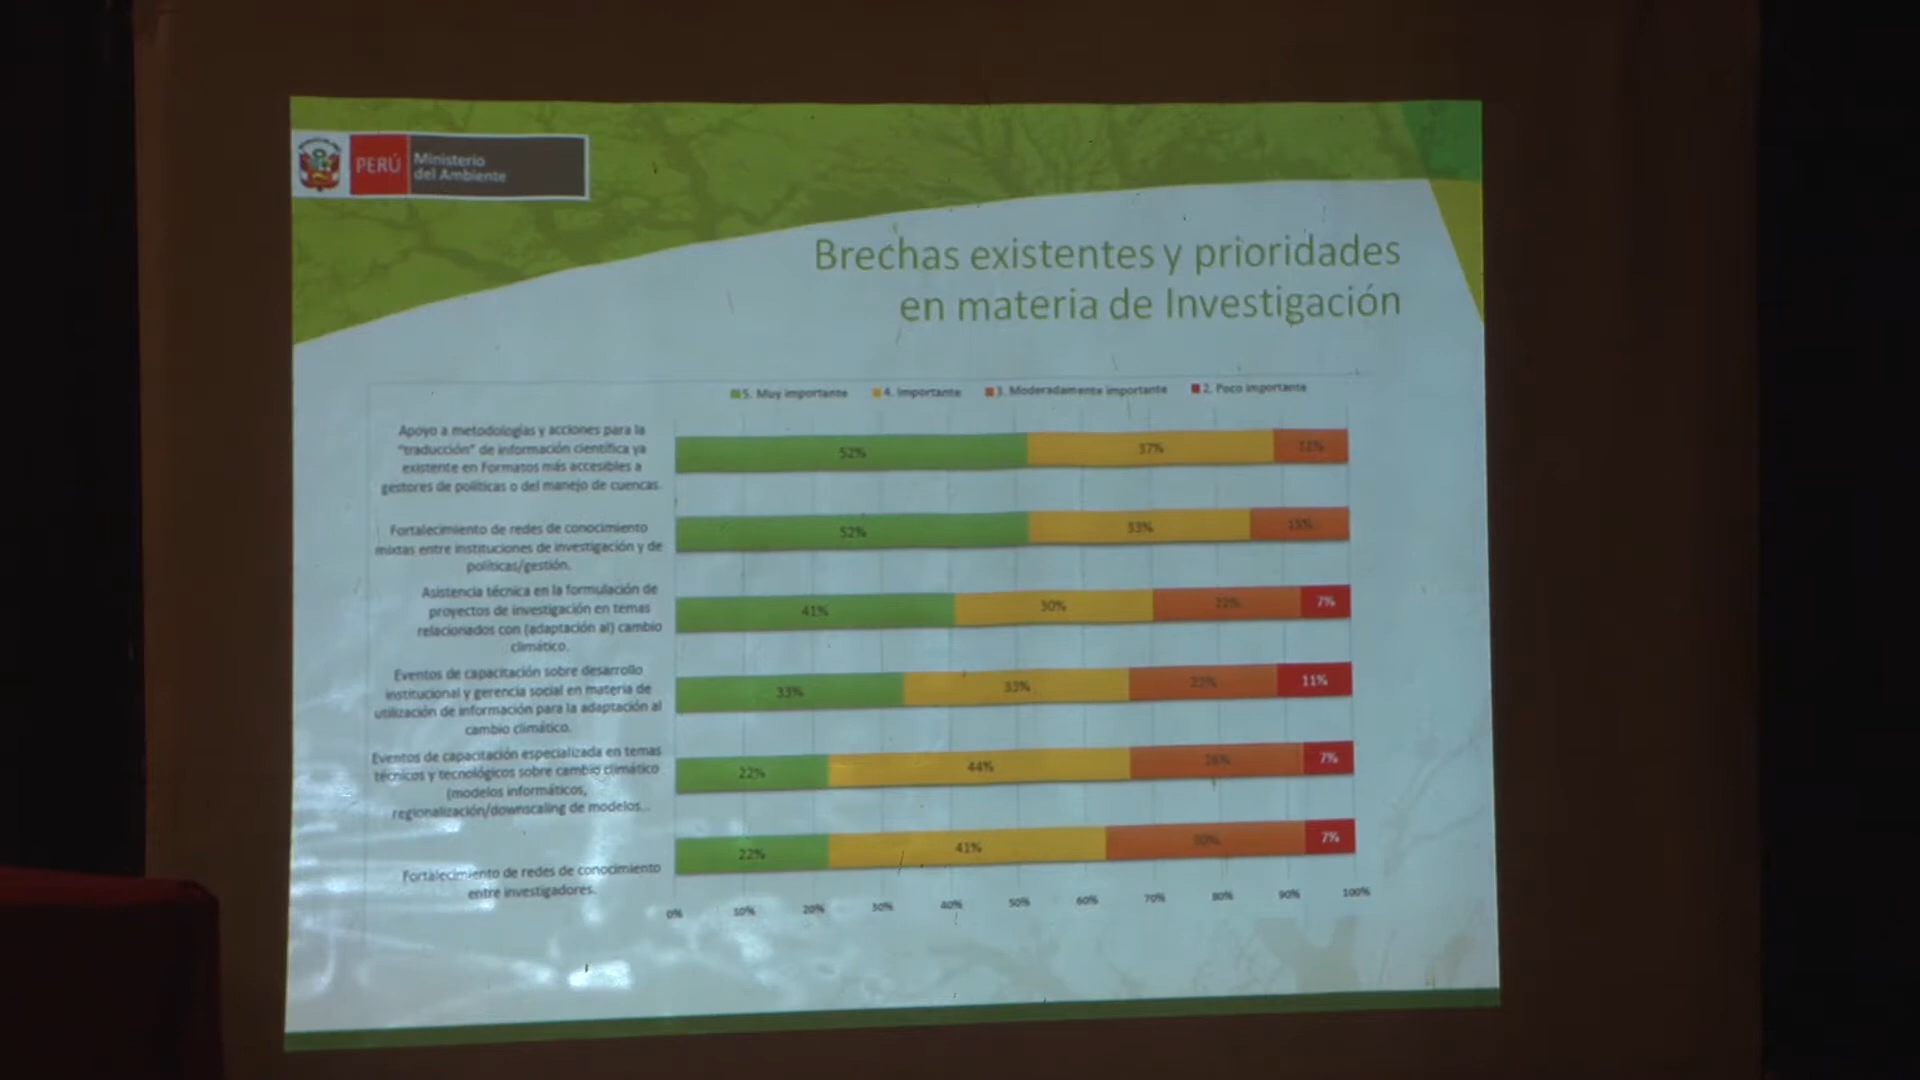 PERÚ
Ministerio
del Ambiente
Brechas existentes y prioridades
en materia de Investigación
5. Muy importante 4. Importante 3. Moderadamente importante 2. Poco importante
Apoyo a metodologías y acciones para la
"traducción" de información científica ya
existente en Formatos más accesibles a
gestores de políticas o del manejo de cuencas.
52% 37% 11%
Fortalecimiento de redes de conocimiento
mixtas entre instituciones de investigación y de
políticas/gestión.
52% 33% 15%
Asistencia técnica en la formulación de
proyectos de investigación en temas
relacionados con (adaptación al) cambio
climático.
41% 30% 22% 7%
Eventos de capacitación sobre desarrollo
institucional y gerencia social en materia de
utilización de información para la adaptación al
cambio climático.
33% 33% 22% 11%
Eventos de capacitación especializada en temas
técnicos y tecnológicos sobre cambio climático
(modelos informáticos,
regionalización/downscaling de modelos...
22% 44% 26% 7%
Fortalecimiento de redes de conocimiento
entre investigadores.
22% 41% 30% 7%
0% 10% 20% 30% 40% 50% 60% 70% 80% 90% 100%